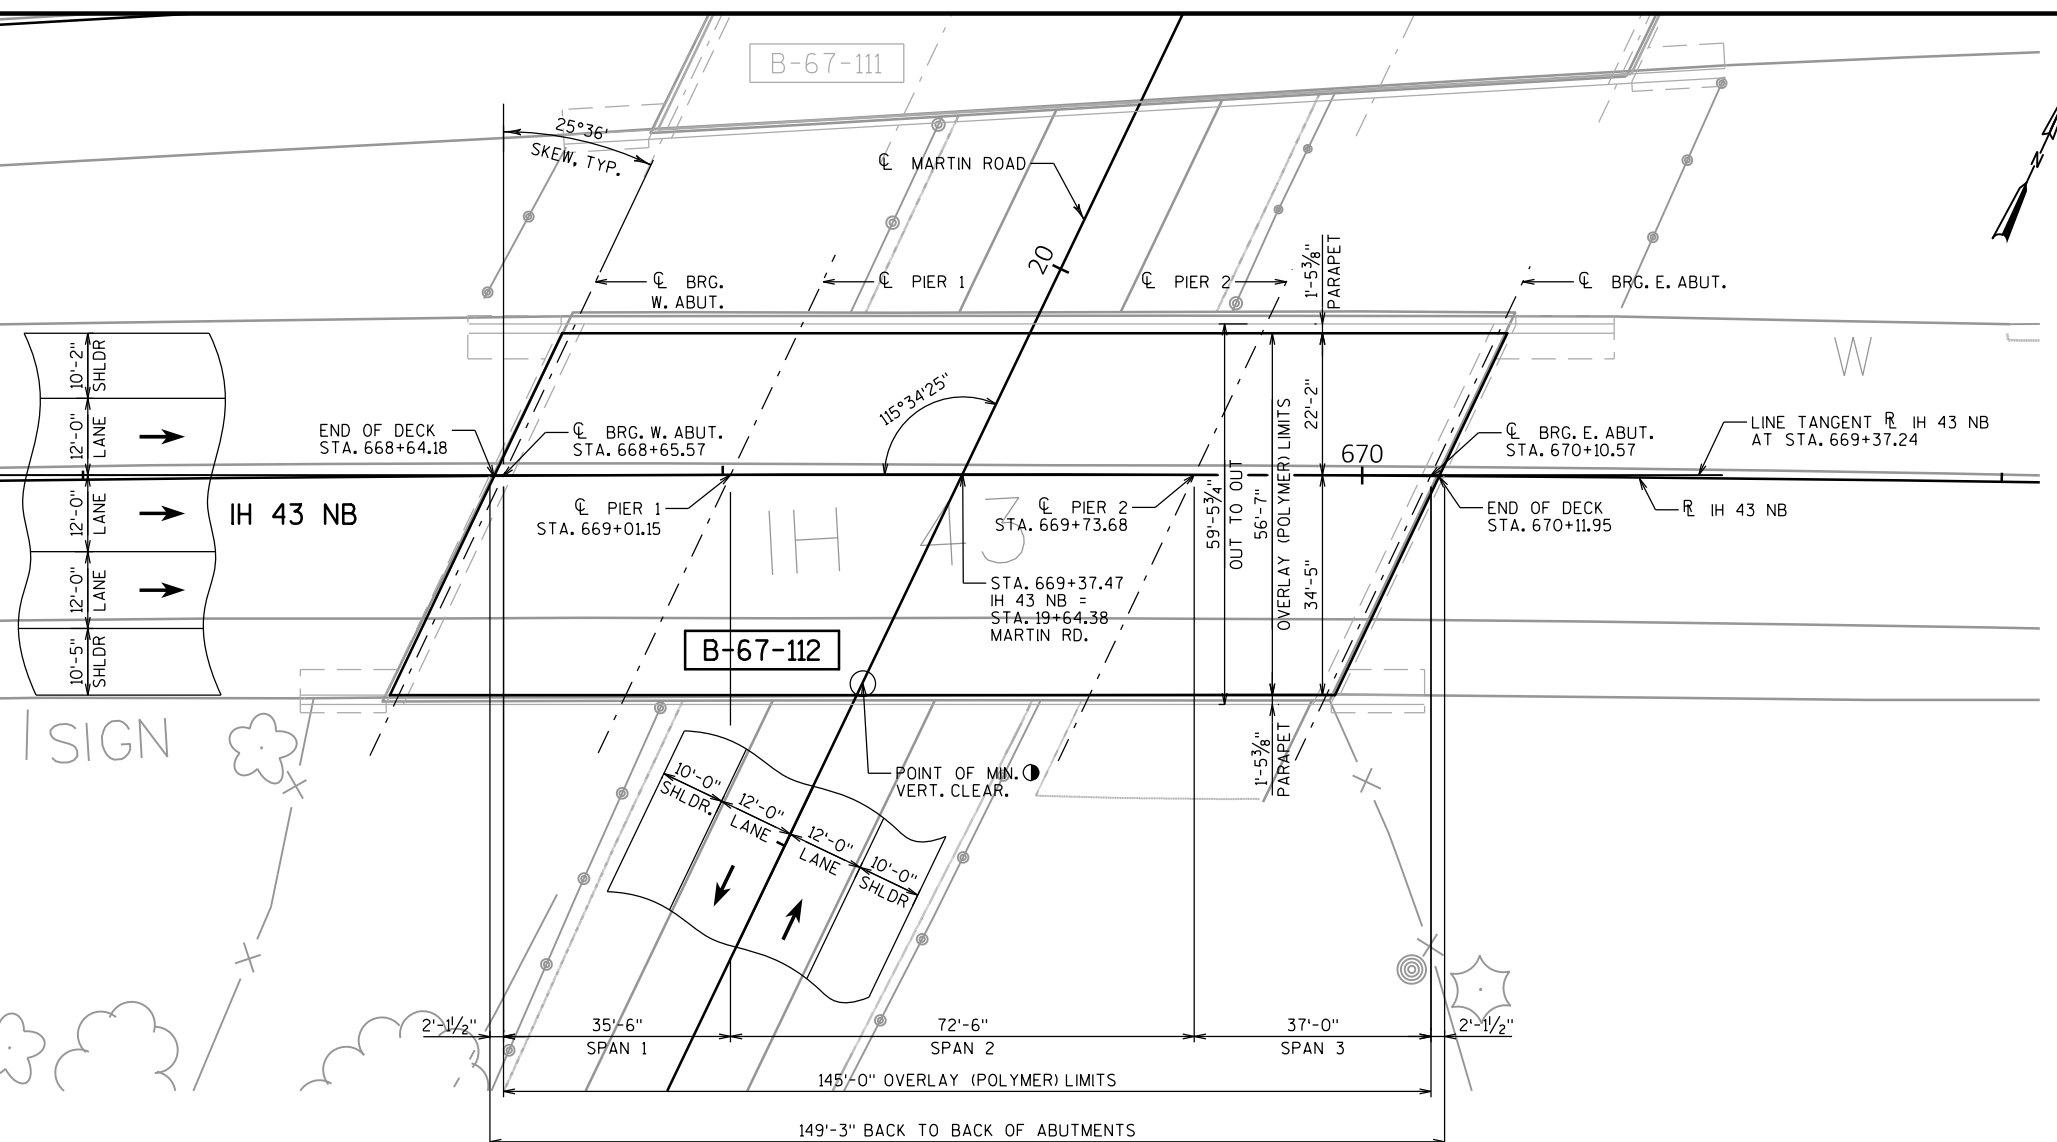 B-67-111
25°36'
SKEW, TYP.
℄ MARTIN ROAD
N
20
℄ BRG.
W. ABUT.
℄ PIER 1
℄ PIER 2
1'-5⅜"
PARAPET
℄ BRG. E. ABUT.
10'-2"
SHLDR
12'-0"
LANE
12'-0"
LANE
12'-0"
LANE
10'-5"
SHLDR
IH 43 NB
END OF DECK
STA. 668+64.18
℄ BRG. W. ABUT.
STA. 668+65.57
115°34'25"
22'-2"
34'-5"
56'-7"
OVERLAY (POLYMER) LIMITS
59'-5¾"
OUT TO OUT
W
670
℄ BRG. E. ABUT.
STA. 670+10.57
LINE TANGENT ⅊ IH 43 NB
AT STA. 669+37.24
℄ PIER 1
STA. 669+01.15
IH 43
℄ PIER 2
STA. 669+73.68
END OF DECK
STA. 670+11.95
⅊ IH 43 NB
STA. 669+37.47
IH 43 NB =
STA. 19+64.38
MARTIN RD.
B-67-112
SIGN
1'-5⅜"
PARAPET
POINT OF MIN.
VERT. CLEAR.
10'-0"
SHLDR.
12'-0"
LANE
12'-0"
LANE
10'-0"
SHLDR
2'-1½"
35'-6"
SPAN 1
72'-6"
SPAN 2
37'-0"
SPAN 3
2'-1½"
145'-0" OVERLAY (POLYMER) LIMITS
149'-3" BACK TO BACK OF ABUTMENTS